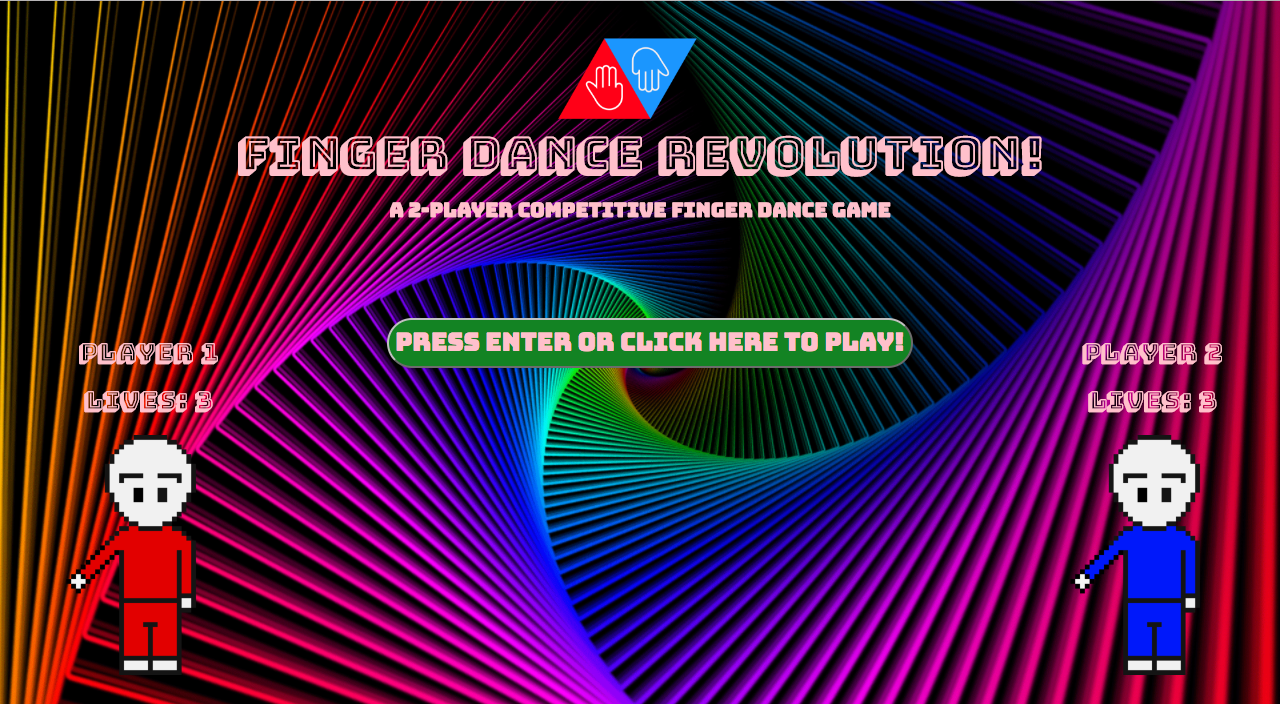 FINGER DANCE REVOLUTION!
A 2-PLAYER COMPETITIVE FINGER DANCE GAME
PRESS ENTER OR CLICK HERE TO PLAY!
PLAYER 1
LIVES: 3
PLAYER 2
LIVES: 3